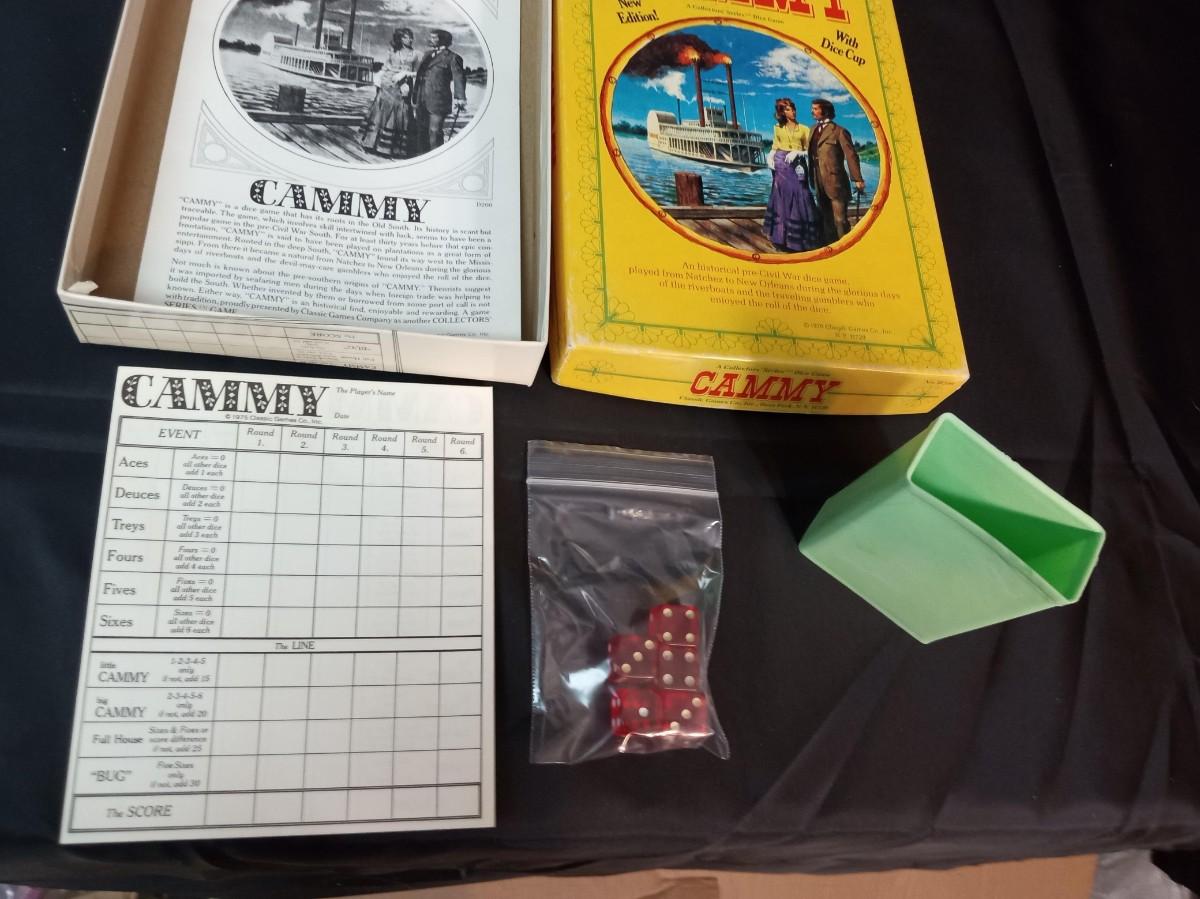 CAMMY
D200
"CAMMY" is a dice game that has its roots in the Old South. Its history is scant but
traceable. The game, which involves skill intertwined with luck, seems to have been a
popular game in the pre-Civil War South. For at least thirty years before that epic con-
frontation, "CAMMY" is said to have been played on plantations as a great form of
entertainment. Rooted in the deep South, "CAMMY" found its way west to the Missis-
sippi. From there it became a natural from Natchez to New Orleans during the glorious
days of riverboats and the devil-may-care gamblers who enjoyed the roll of the dice.
Not much is known about the pre-southern origins of "CAMMY." Theorists suggest
it was imported by seafaring men during the days when foreign trade was helping to
build the South. Whether invented by them or borrowed from some port of call is not
known. Either way, "CAMMY" is an historical find, enjoyable and rewarding. A game
with tradition, proudly presented by Classic Games Company as another COLLECTORS'
SERIES GAME
The SCORE
"BUG"
Full House
CAMMY
New
Edition!
A Collectors' Series™ Dice Game
With
Dice Cup
An historical pre-Civil War dice game,
played from Natchez to New Orleans during the glorious days
of the riverboats and the traveling gamblers who
enjoyed the roll of the dice.
A Collectors' Series™ Dice Game
CAMMY
CAMMY
The Player's Name
Date
© 1975 Classic Games Co., Inc.
EVENT Round 1. Round 2. Round 3. Round 4. Round 5. Round 6.
Aces Aces = 0
all other dice
add 1 each
Deuces Deuces = 0
all other dice
add 2 each
Treys Treys = 0
all other dice
add 3 each
Fours Fours = 0
all other dice
add 4 each
Fives Fives = 0
all other dice
add 5 each
Sixes Sixes = 0
all other dice
add 6 each
The LINE
little CAMMY 1-2-3-4-5
only
if not, add 15
big CAMMY 2-3-4-5-6
only
if not, add 20
Full House Sixes & Fives or
score difference
if not, add 25
"BUG" Five Sixes
only
if not, add 30
The SCORE